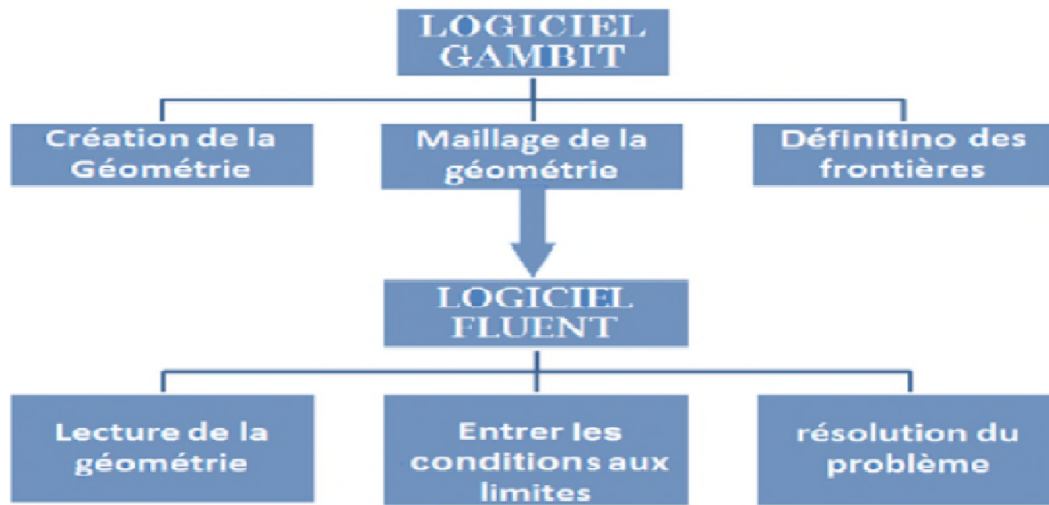 LOGICIEL
GAMBIT
Création de la
Géométrie
Maillage de la
géométrie
Définitino des
frontières
LOGICIEL
FLUENT
Lecture de la
géométrie
Entrer les
conditions aux
limites
résolution du
problème